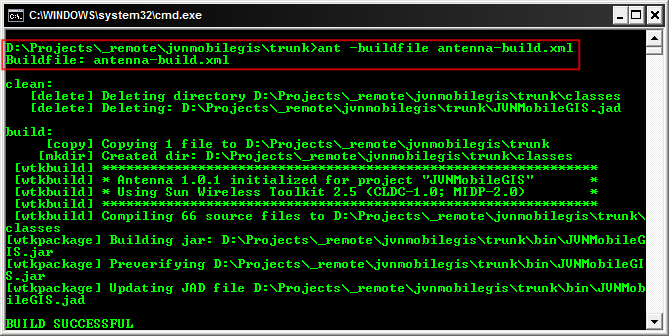 C:\WINDOWS\system32\cmd.exe
D:\Projects\_remote\jvnmobilegis\trunk>ant -buildfile antenna-build.xml
Buildfile: antenna-build.xml
clean:
[delete] Deleting directory D:\Projects\_remote\jvnmobilegis\trunk\classes
[delete] Deleting: D:\Projects\_remote\jvnmobilegis\trunk\JVNMobileGIS.jad
build:
[copy] Copying 1 file to D:\Projects\_remote\jvnmobilegis\trunk
[mkdir] Created dir: D:\Projects\_remote\jvnmobilegis\trunk\classes
[wtkbuild] ************************************************************
[wtkbuild] * Antenna 1.0.1 initialized for project "JVNMobileGIS" *
[wtkbuild] * Using Sun Wireless Toolkit 2.5 (CLDC-1.0; MIDP-2.0) *
[wtkbuild] ************************************************************
[wtkbuild] Compiling 66 source files to D:\Projects\_remote\jvnmobilegis\trunk\
classes
[wtkpackage] Building jar: D:\Projects\_remote\jvnmobilegis\trunk\bin\JVNMobileG
IS.jar
[wtkpackage] Preverifying D:\Projects\_remote\jvnmobilegis\trunk\bin\JVNMobileGI
S.jar
[wtkpackage] Updating JAD file D:\Projects\_remote\jvnmobilegis\trunk\bin\JVNMob
ileGIS.jad
BUILD SUCCESSFUL